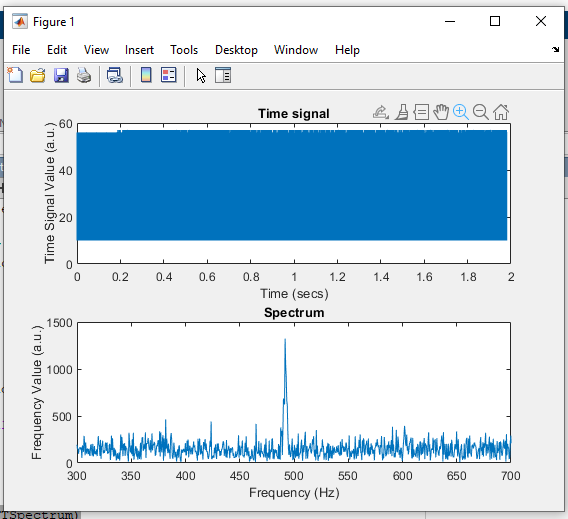 Figure 1
File Edit View Insert Tools Desktop Window Help
Time signal
Time Signal Value (a.u.)
60
40
20
0
0 0.2 0.4 0.6 0.8 1 1.2 1.4 1.6 1.8 2
Time (secs)
Spectrum
Frequency Value (a.u.)
1500
1000
500
0
300 350 400 450 500 550 600 650 700
Frequency (Hz)
ISpectrum)